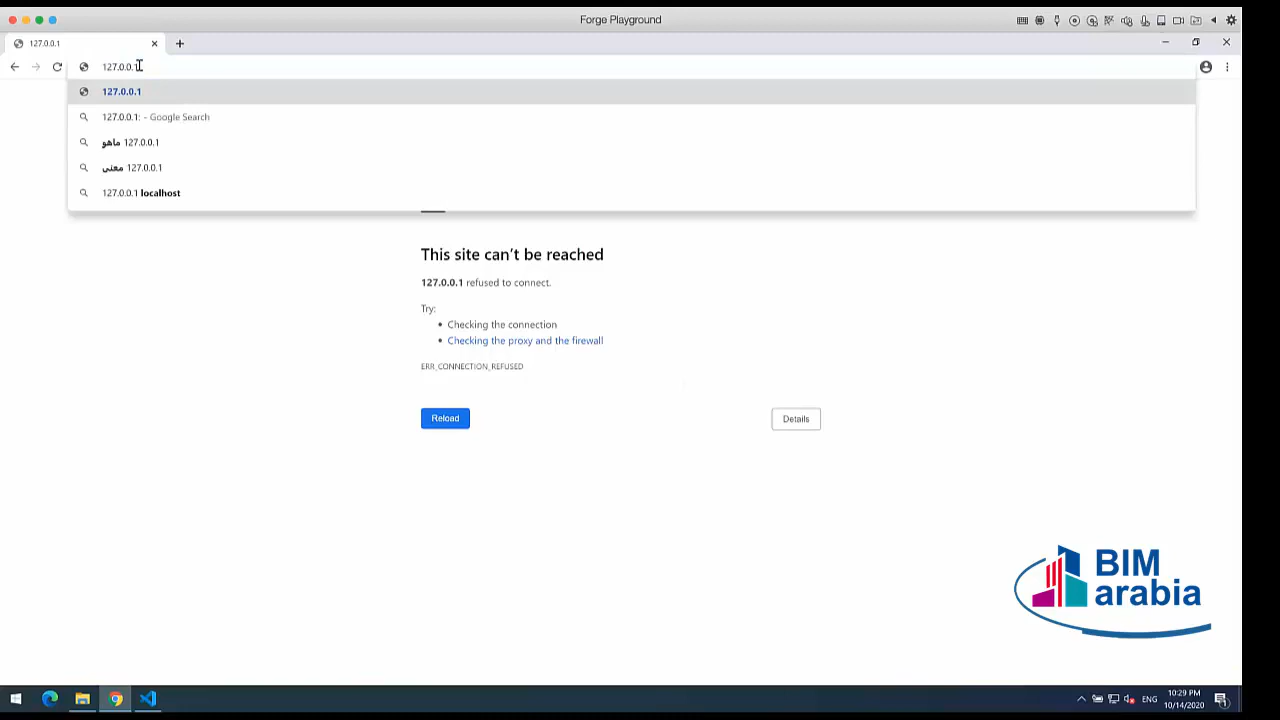 Forge Playground
127.0.0.1
127.0.0.1
127.0.0.1
127.0.0.1: - Google Search
ماهو 127.0.0.1
معنى 127.0.0.1
127.0.0.1 localhost
This site can't be reached
127.0.0.1 refused to connect.
Try:
• Checking the connection
• Checking the proxy and the firewall
ERR_CONNECTION_REFUSED
Reload
Details
BIM
arabia
ENG
10:29 PM
10/14/2020